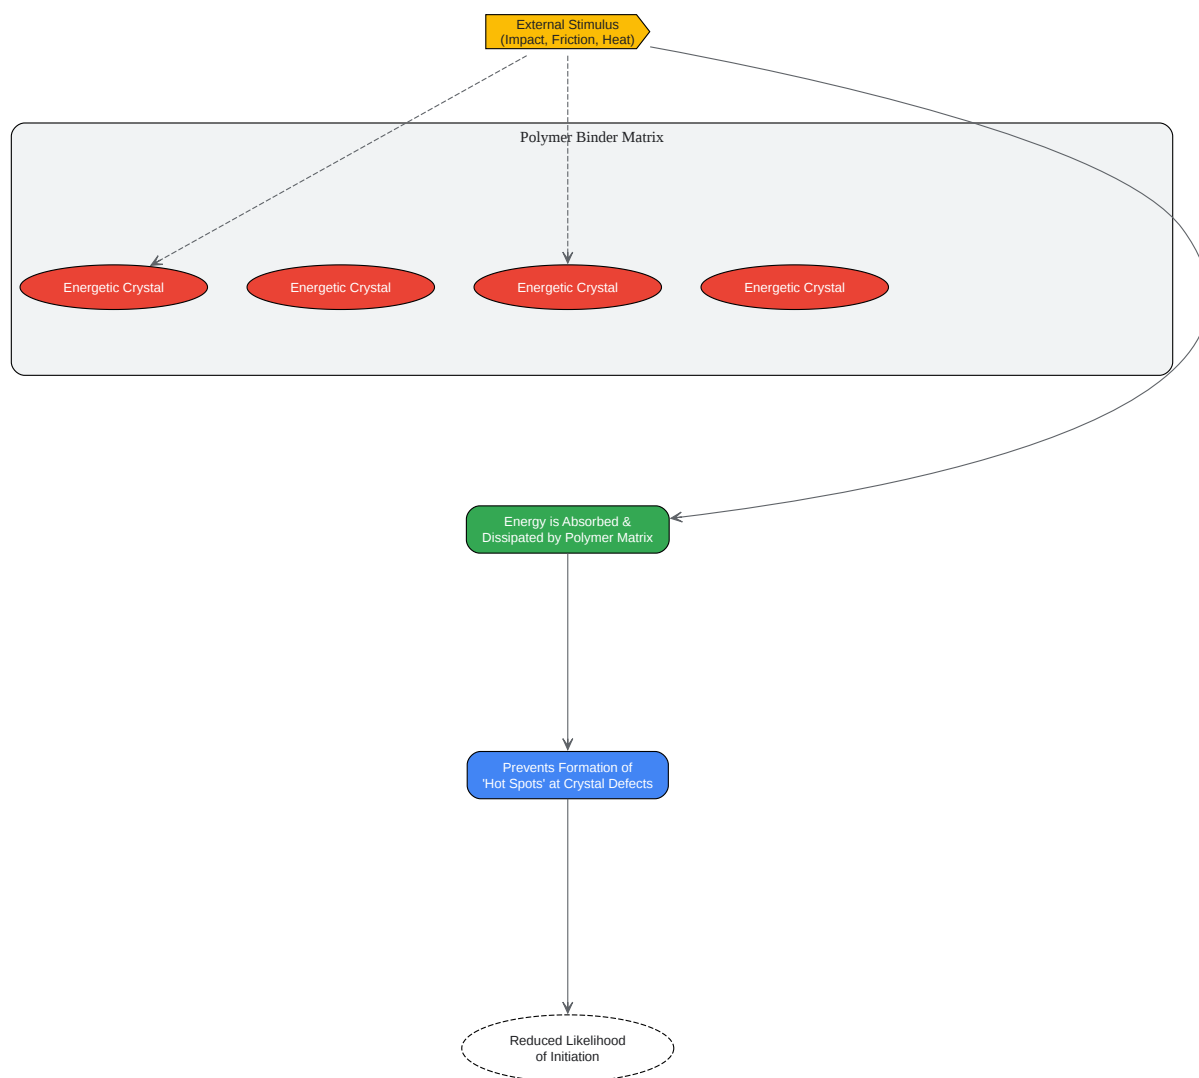 External Stimulus
(Impact, Friction, Heat)
Polymer Binder Matrix
Energetic Crystal
Energetic Crystal
Energetic Crystal
Energetic Crystal
Energy is Absorbed &
Dissipated by Polymer Matrix
Prevents Formation of
'Hot Spots' at Crystal Defects
Reduced Likelihood
of Initiation